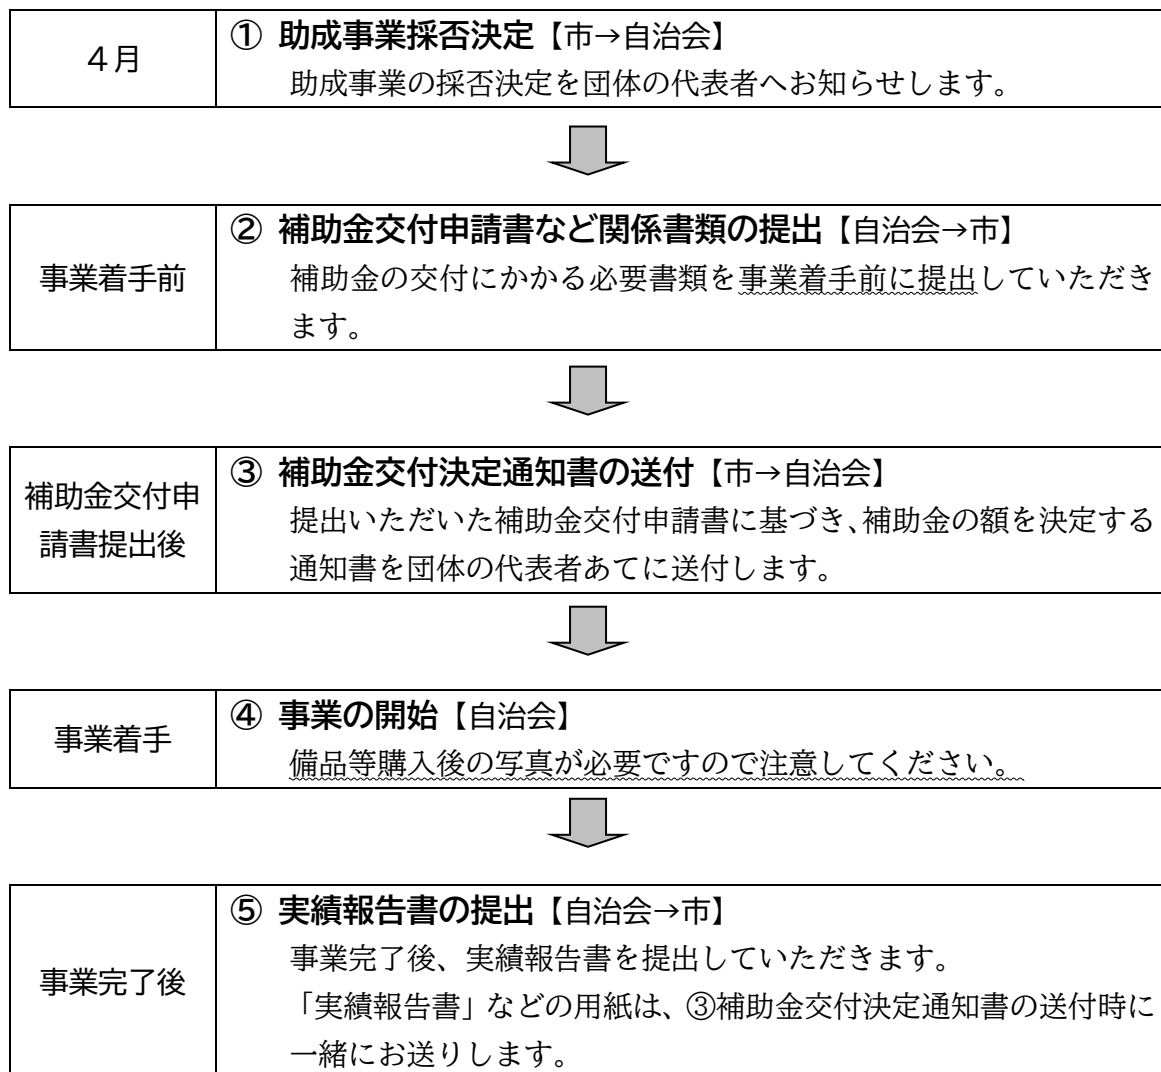 ４月
① 助成事業採否決定【市→自治会】
助成事業の採否決定を団体の代表者へお知らせします。
事業着手前
② 補助金交付申請書など関係書類の提出【自治会→市】
補助金の交付にかかる必要書類を事業着手前に提出していただき
ます。
補助金交付申
請書提出後
③ 補助金交付決定通知書の送付【市→自治会】
提出いただいた補助金交付申請書に基づき、補助金の額を決定する
通知書を団体の代表者あてに送付します。
事業着手
④ 事業の開始【自治会】
備品等購入後の写真が必要ですので注意してください。
事業完了後
⑤ 実績報告書の提出【自治会→市】
事業完了後、実績報告書を提出していただきます。
「実績報告書」などの用紙は、③補助金交付決定通知書の送付時に
一緒にお送りします。